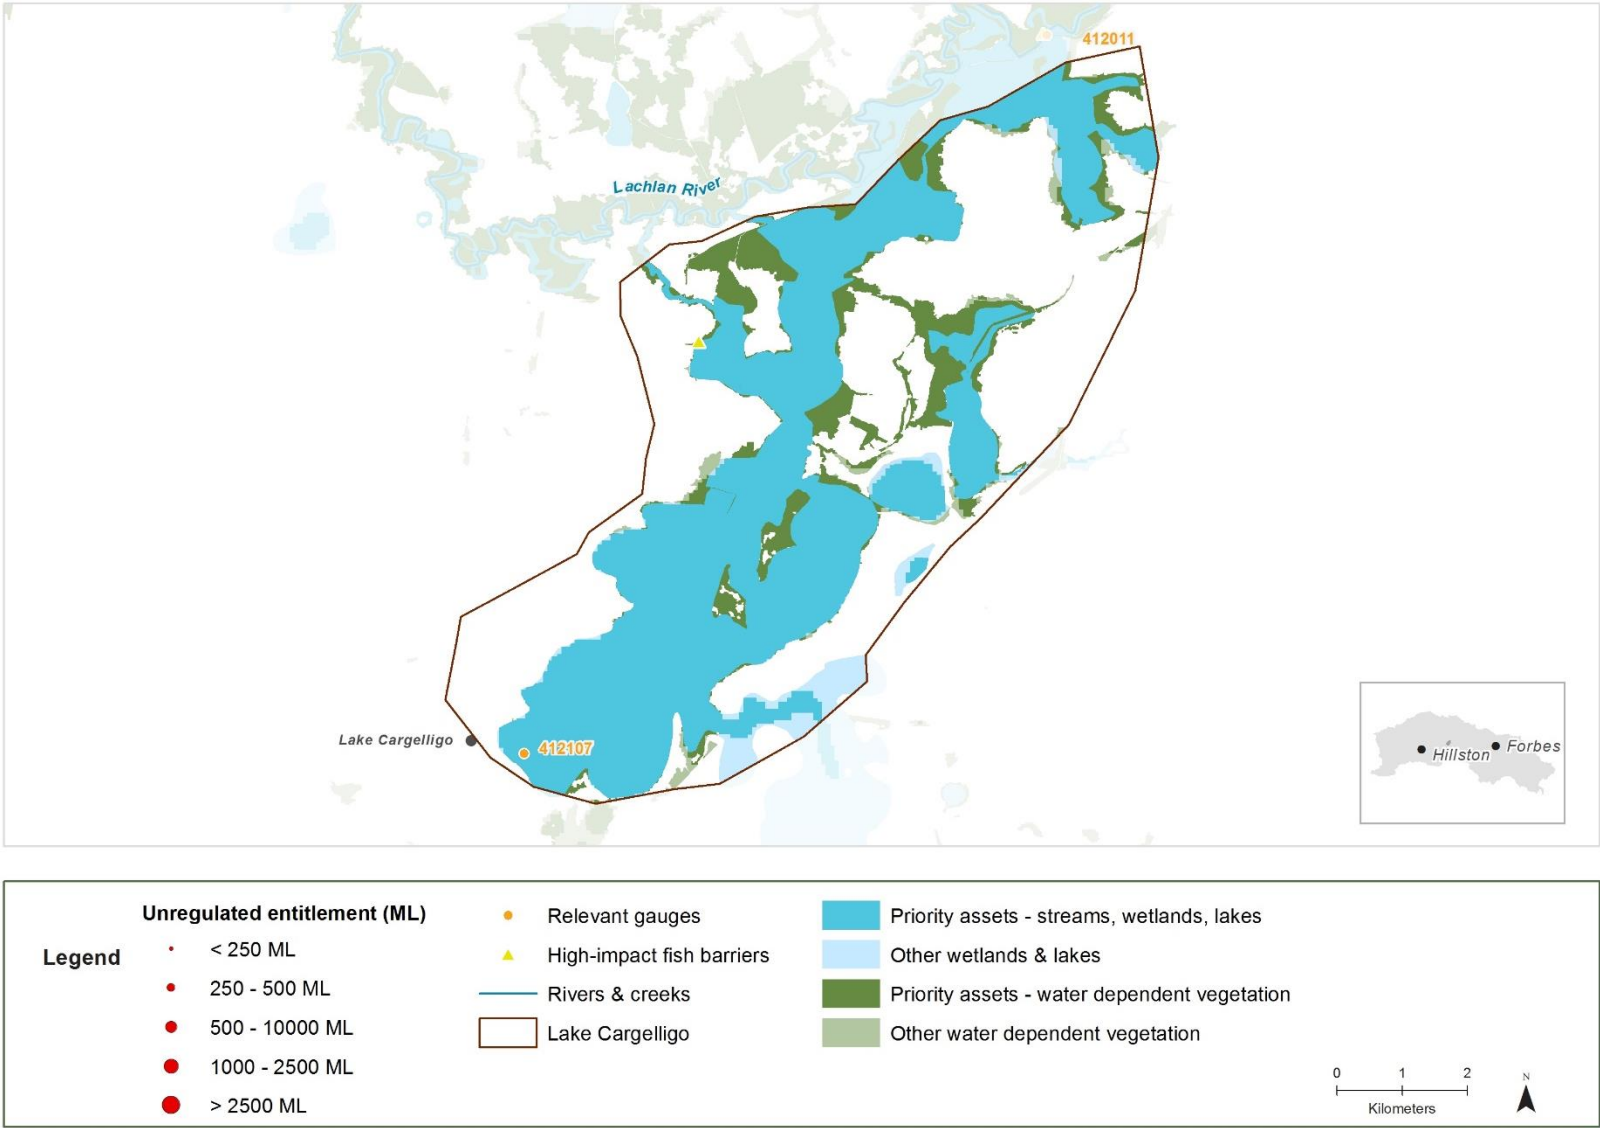 412011
Lachlan River
Lake Cargelligo
412107
Hillston
Forbes
Legend
Unregulated entitlement (ML)
< 250 ML
250 - 500 ML
500 - 10000 ML
1000 - 2500 ML
> 2500 ML
Relevant gauges
High-impact fish barriers
Rivers & creeks
Lake Cargelligo
Priority assets - streams, wetlands, lakes
Other wetlands & lakes
Priority assets - water dependent vegetation
Other water dependent vegetation
0 1 2
Kilometers
N